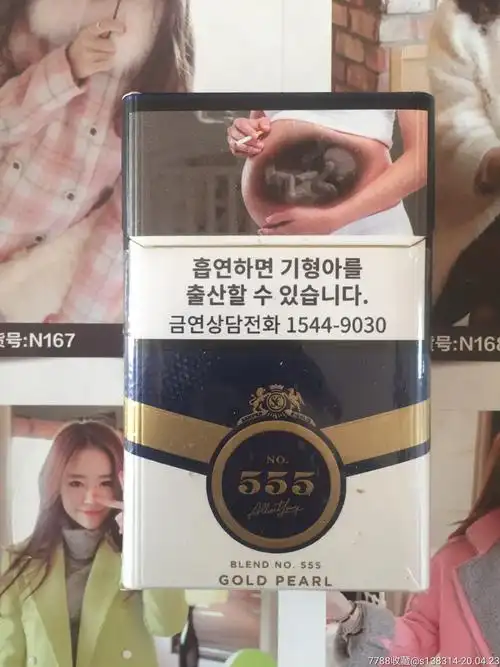 흡연하면 기형아를
출산할 수 있습니다.
금연상담전화 1544-9030
号:N167
号:N168
NO.
555
BLEND NO. 555
GOLD PEARL
7788收藏@s138314-20.04.23